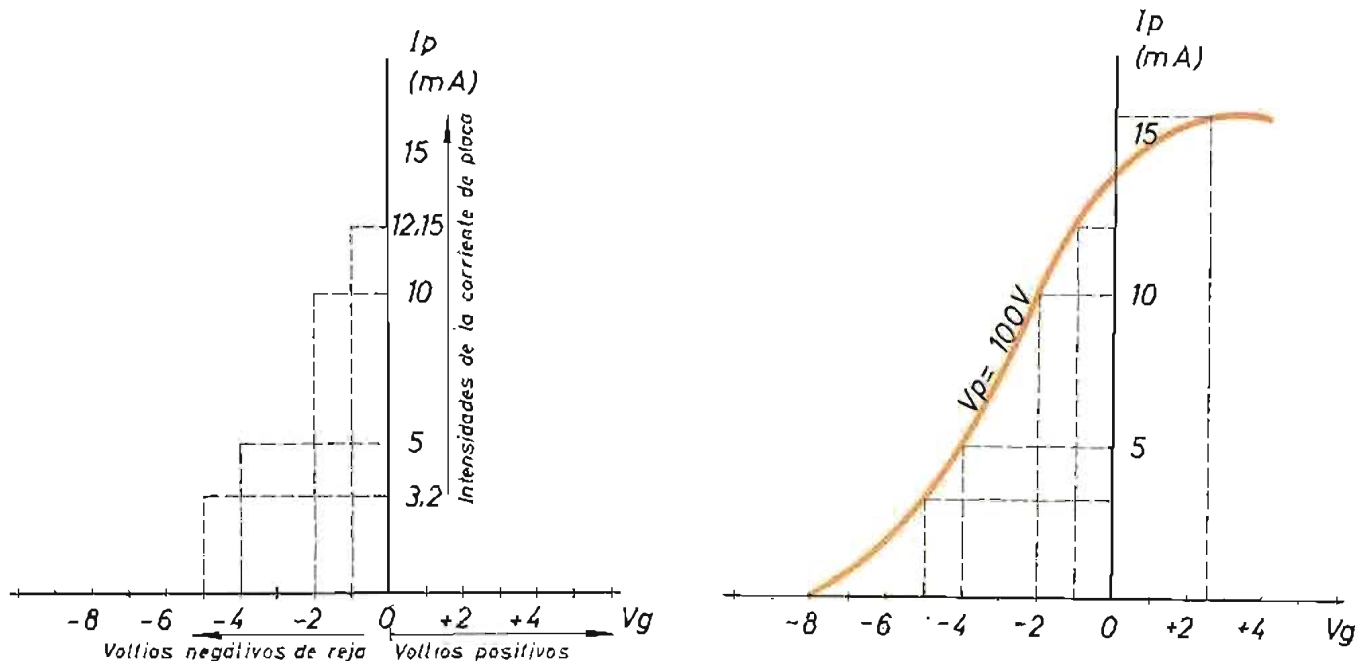 Ip
(mA)
15
12,15
10
5
3,2
Intensidades de la corriente de placa
-8 -6 -4 -2 0 +2 +4 Vg
Voltios negátivos de reja Voltios positivos
Ip
(mA)
15
10
5
Vp= 100V
-8 -6 -4 -2 0 +2 +4 Vg